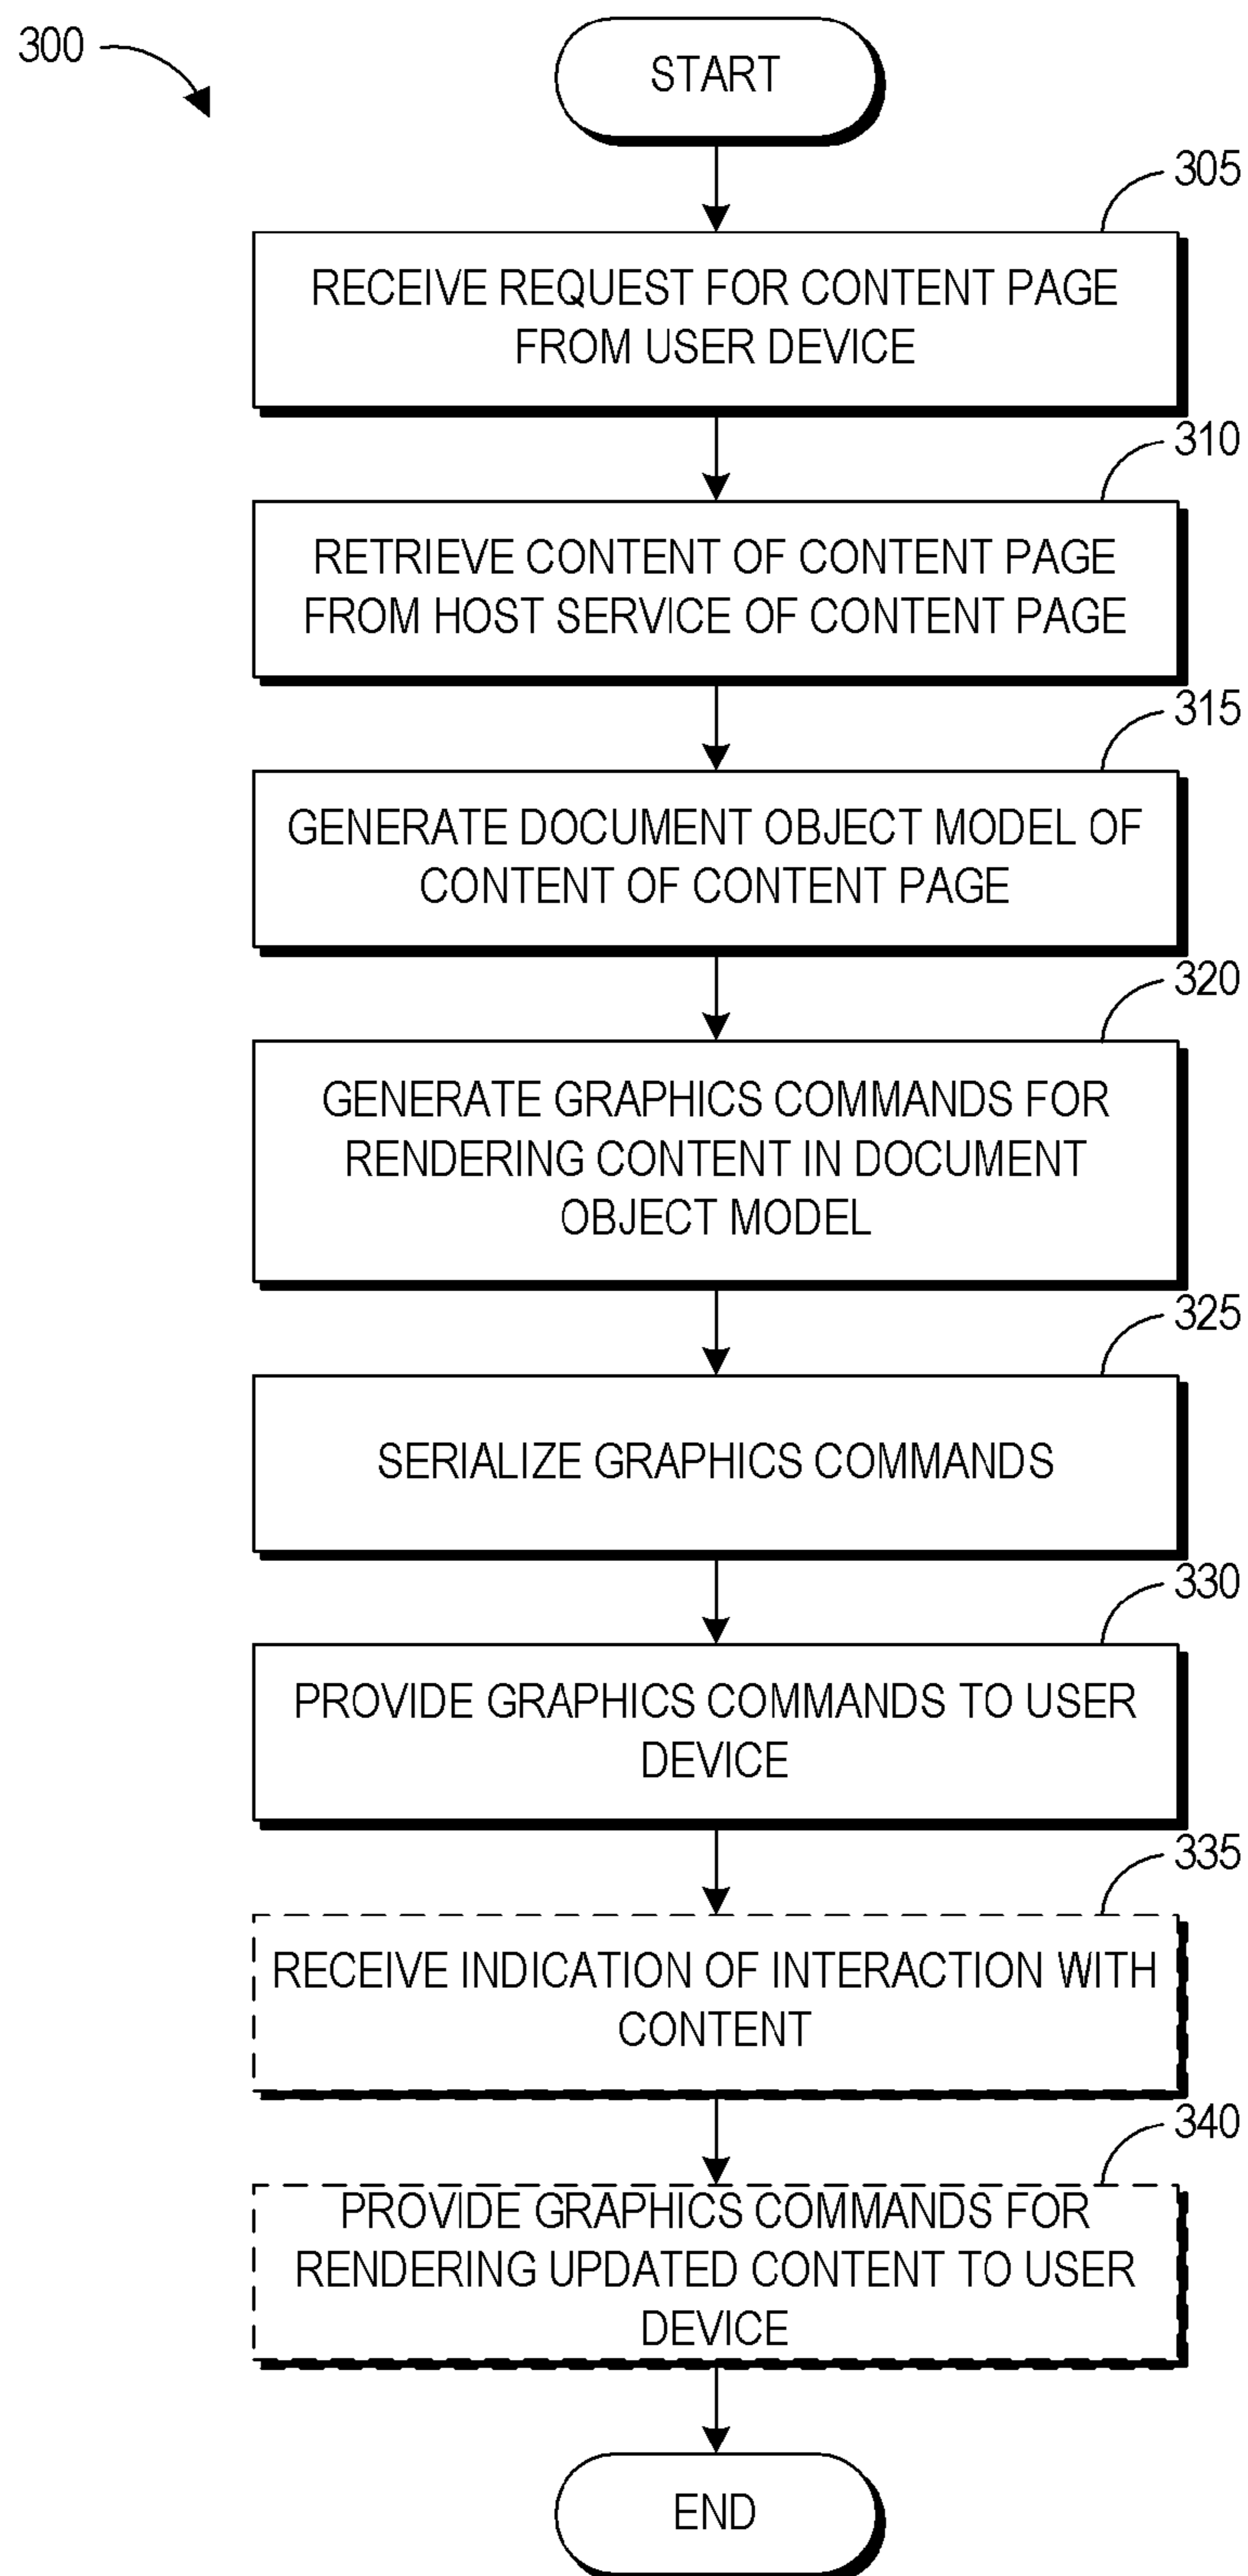 300
START
305
RECEIVE REQUEST FOR CONTENT PAGE
FROM USER DEVICE
310
RETRIEVE CONTENT OF CONTENT PAGE
FROM HOST SERVICE OF CONTENT PAGE
315
GENERATE DOCUMENT OBJECT MODEL OF
CONTENT OF CONTENT PAGE
320
GENERATE GRAPHICS COMMANDS FOR
RENDERING CONTENT IN DOCUMENT
OBJECT MODEL
325
SERIALIZE GRAPHICS COMMANDS
330
PROVIDE GRAPHICS COMMANDS TO USER
DEVICE
335
RECEIVE INDICATION OF INTERACTION WITH
CONTENT
340
PROVIDE GRAPHICS COMMANDS FOR
RENDERING UPDATED CONTENT TO USER
DEVICE
END